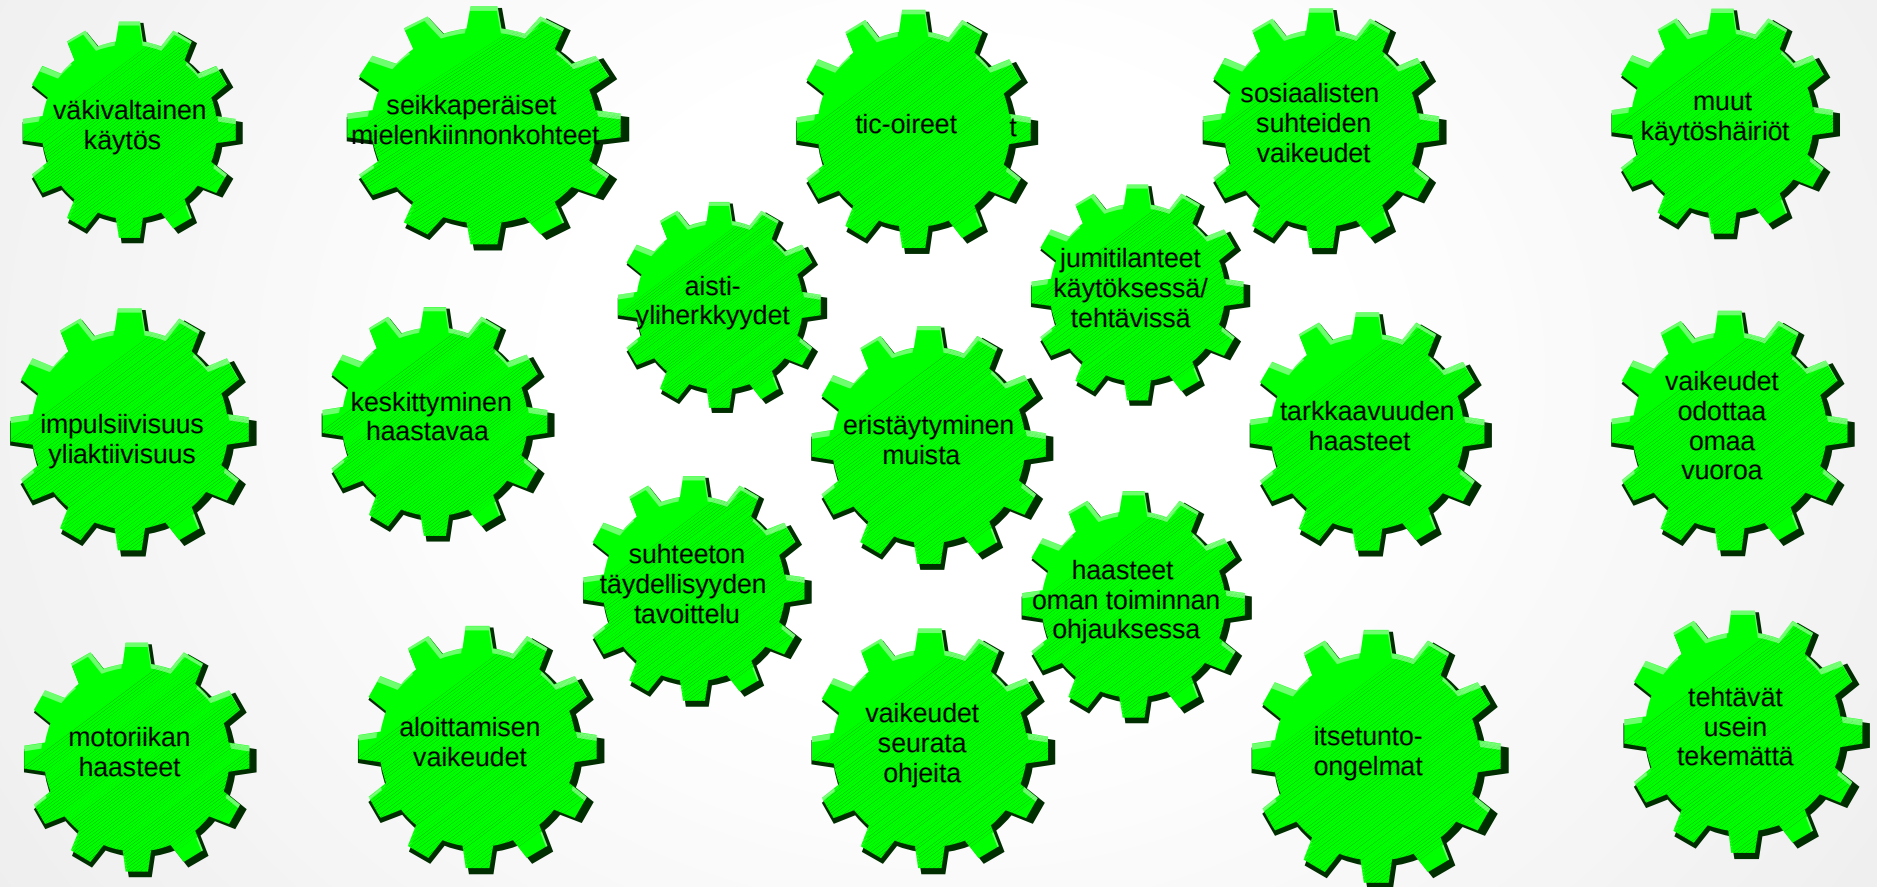 väkivaltainen
käytös
seikkaperäiset
mielenkiinnonkohteet
tic-oireet
t
sosiaalisten
suhteiden
vaikeudet
muut
käytöshäiriöt
aisti-
yliherkkyydet
jumitilanteet
käytöksessä/
tehtävissä
impulsiivisuus
yliaktiivisuus
keskittyminen
haastavaa
eristäytyminen
muista
tarkkaavuuden
haasteet
vaikeudet
odottaa
omaa
vuoroa
suhteeton
täydellisyyden
tavoittelu
haasteet
oman toiminnan
ohjauksessa
motoriikan
haasteet
aloittamisen
vaikeudet
vaikeudet
seurata
ohjeita
itsetunto-
ongelmat
tehtävät
usein
tekemättä